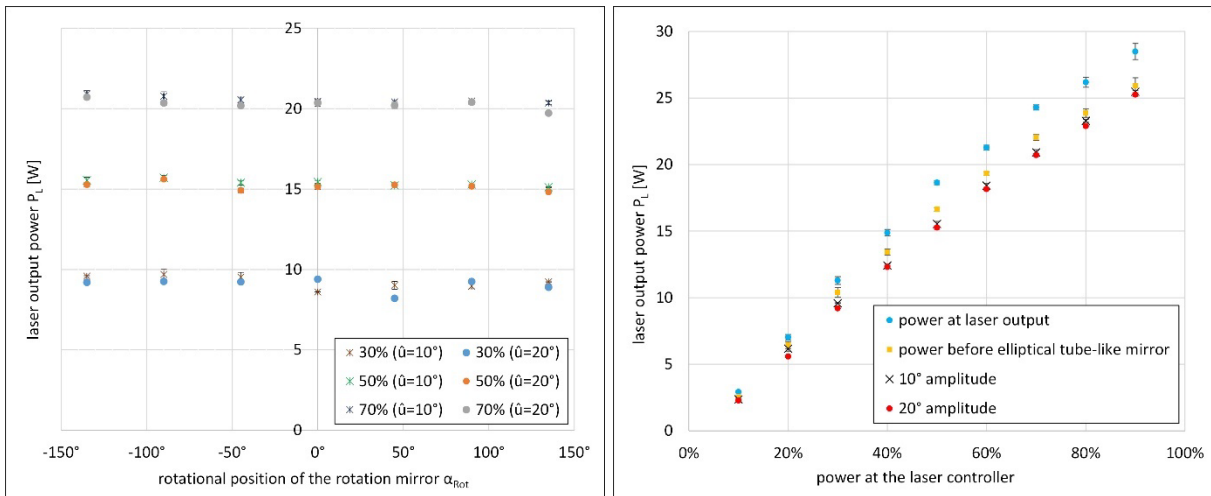 25
20
15
10
5
0
-150° -100° -50° 0° 50° 100° 150°
laser output power P_L [W]
rotational position of the rotation mirror α_Rot
30% (û=10°) 30% (û=20°)
50% (û=10°) 50% (û=20°)
70% (û=10°) 70% (û=20°)
30
25
20
15
10
5
0
0% 20% 40% 60% 80% 100%
laser output power P_L [W]
power at the laser controller
power at laser output
power before elliptical tube-like mirror
10° amplitude
20° amplitude